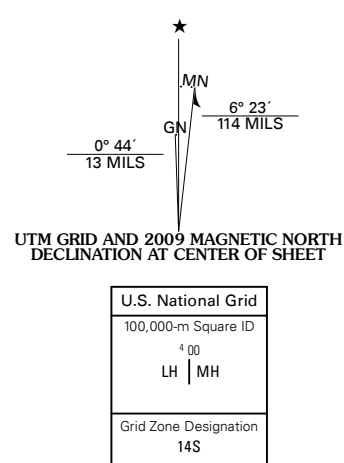 ★
MN
6° 23´
114 MILS
GN
0° 44´
13 MILS
UTM GRID AND 2009 MAGNETIC NORTH
DECLINATION AT CENTER OF SHEET
U.S. National Grid
100,000-m Square ID
4 00
LH MH
Grid Zone Designation
14S